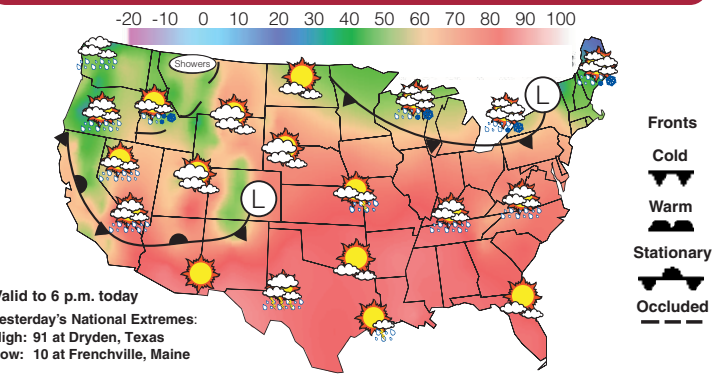 -20 -10 0 10 20 30 40 50 60 70 80 90 100
Showers
L
L
Fronts
Cold
Warm
Stationary
Occluded
alid to 6 p.m. today
esterday's National Extremes:
igh: 91 at Dryden, Texas
ow: 10 at Frenchville, Maine